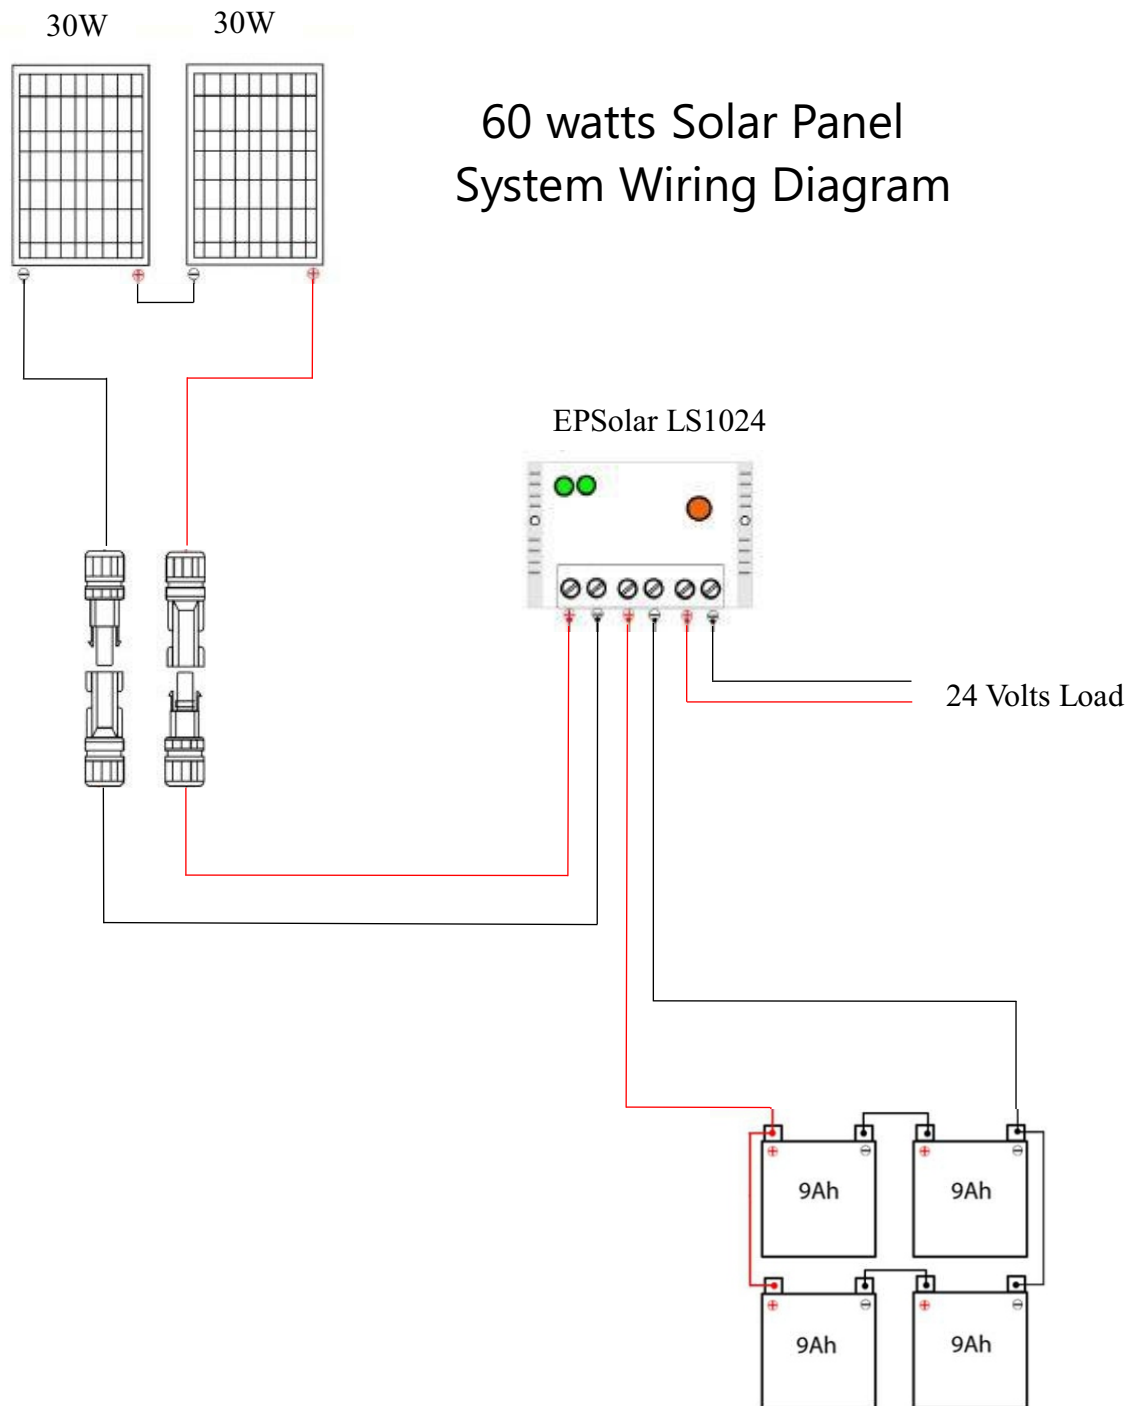 30W
30W
60 watts Solar Panel
System Wiring Diagram
EPSolar LS1024
24 Volts Load
9Ah
9Ah
9Ah
9Ah